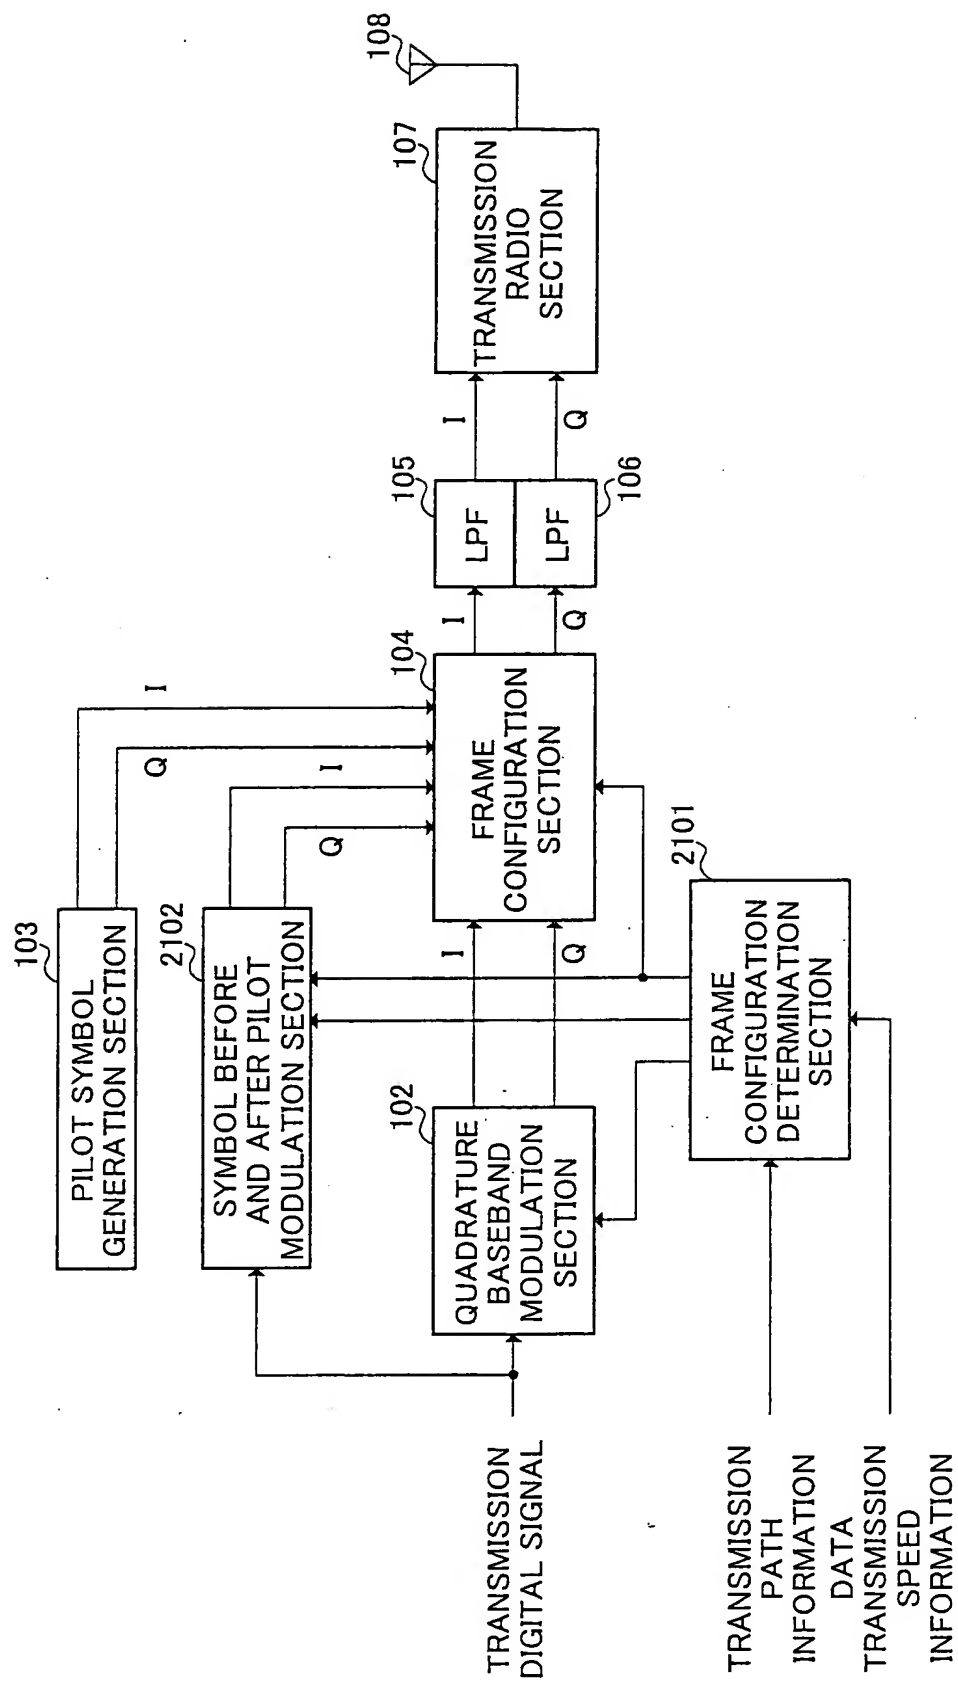 103
PILOT SYMBOL
GENERATION SECTION
I
Q
2102
SYMBOL BEFORE
AND AFTER PILOT
MODULATION SECTION
I
Q
TRANSMISSION
DIGITAL SIGNAL
102
QUADRATURE
BASEBAND
MODULATION
SECTION
I
Q
104
FRAME
CONFIGURATION
SECTION
I
Q
105
LPF
LPF
106
I
Q
107
TRANSMISSION
RADIO
SECTION
108
TRANSMISSION
PATH
INFORMATION
DATA
TRANSMISSION
SPEED
INFORMATION
2101
FRAME
CONFIGURATION
DETERMINATION
SECTION